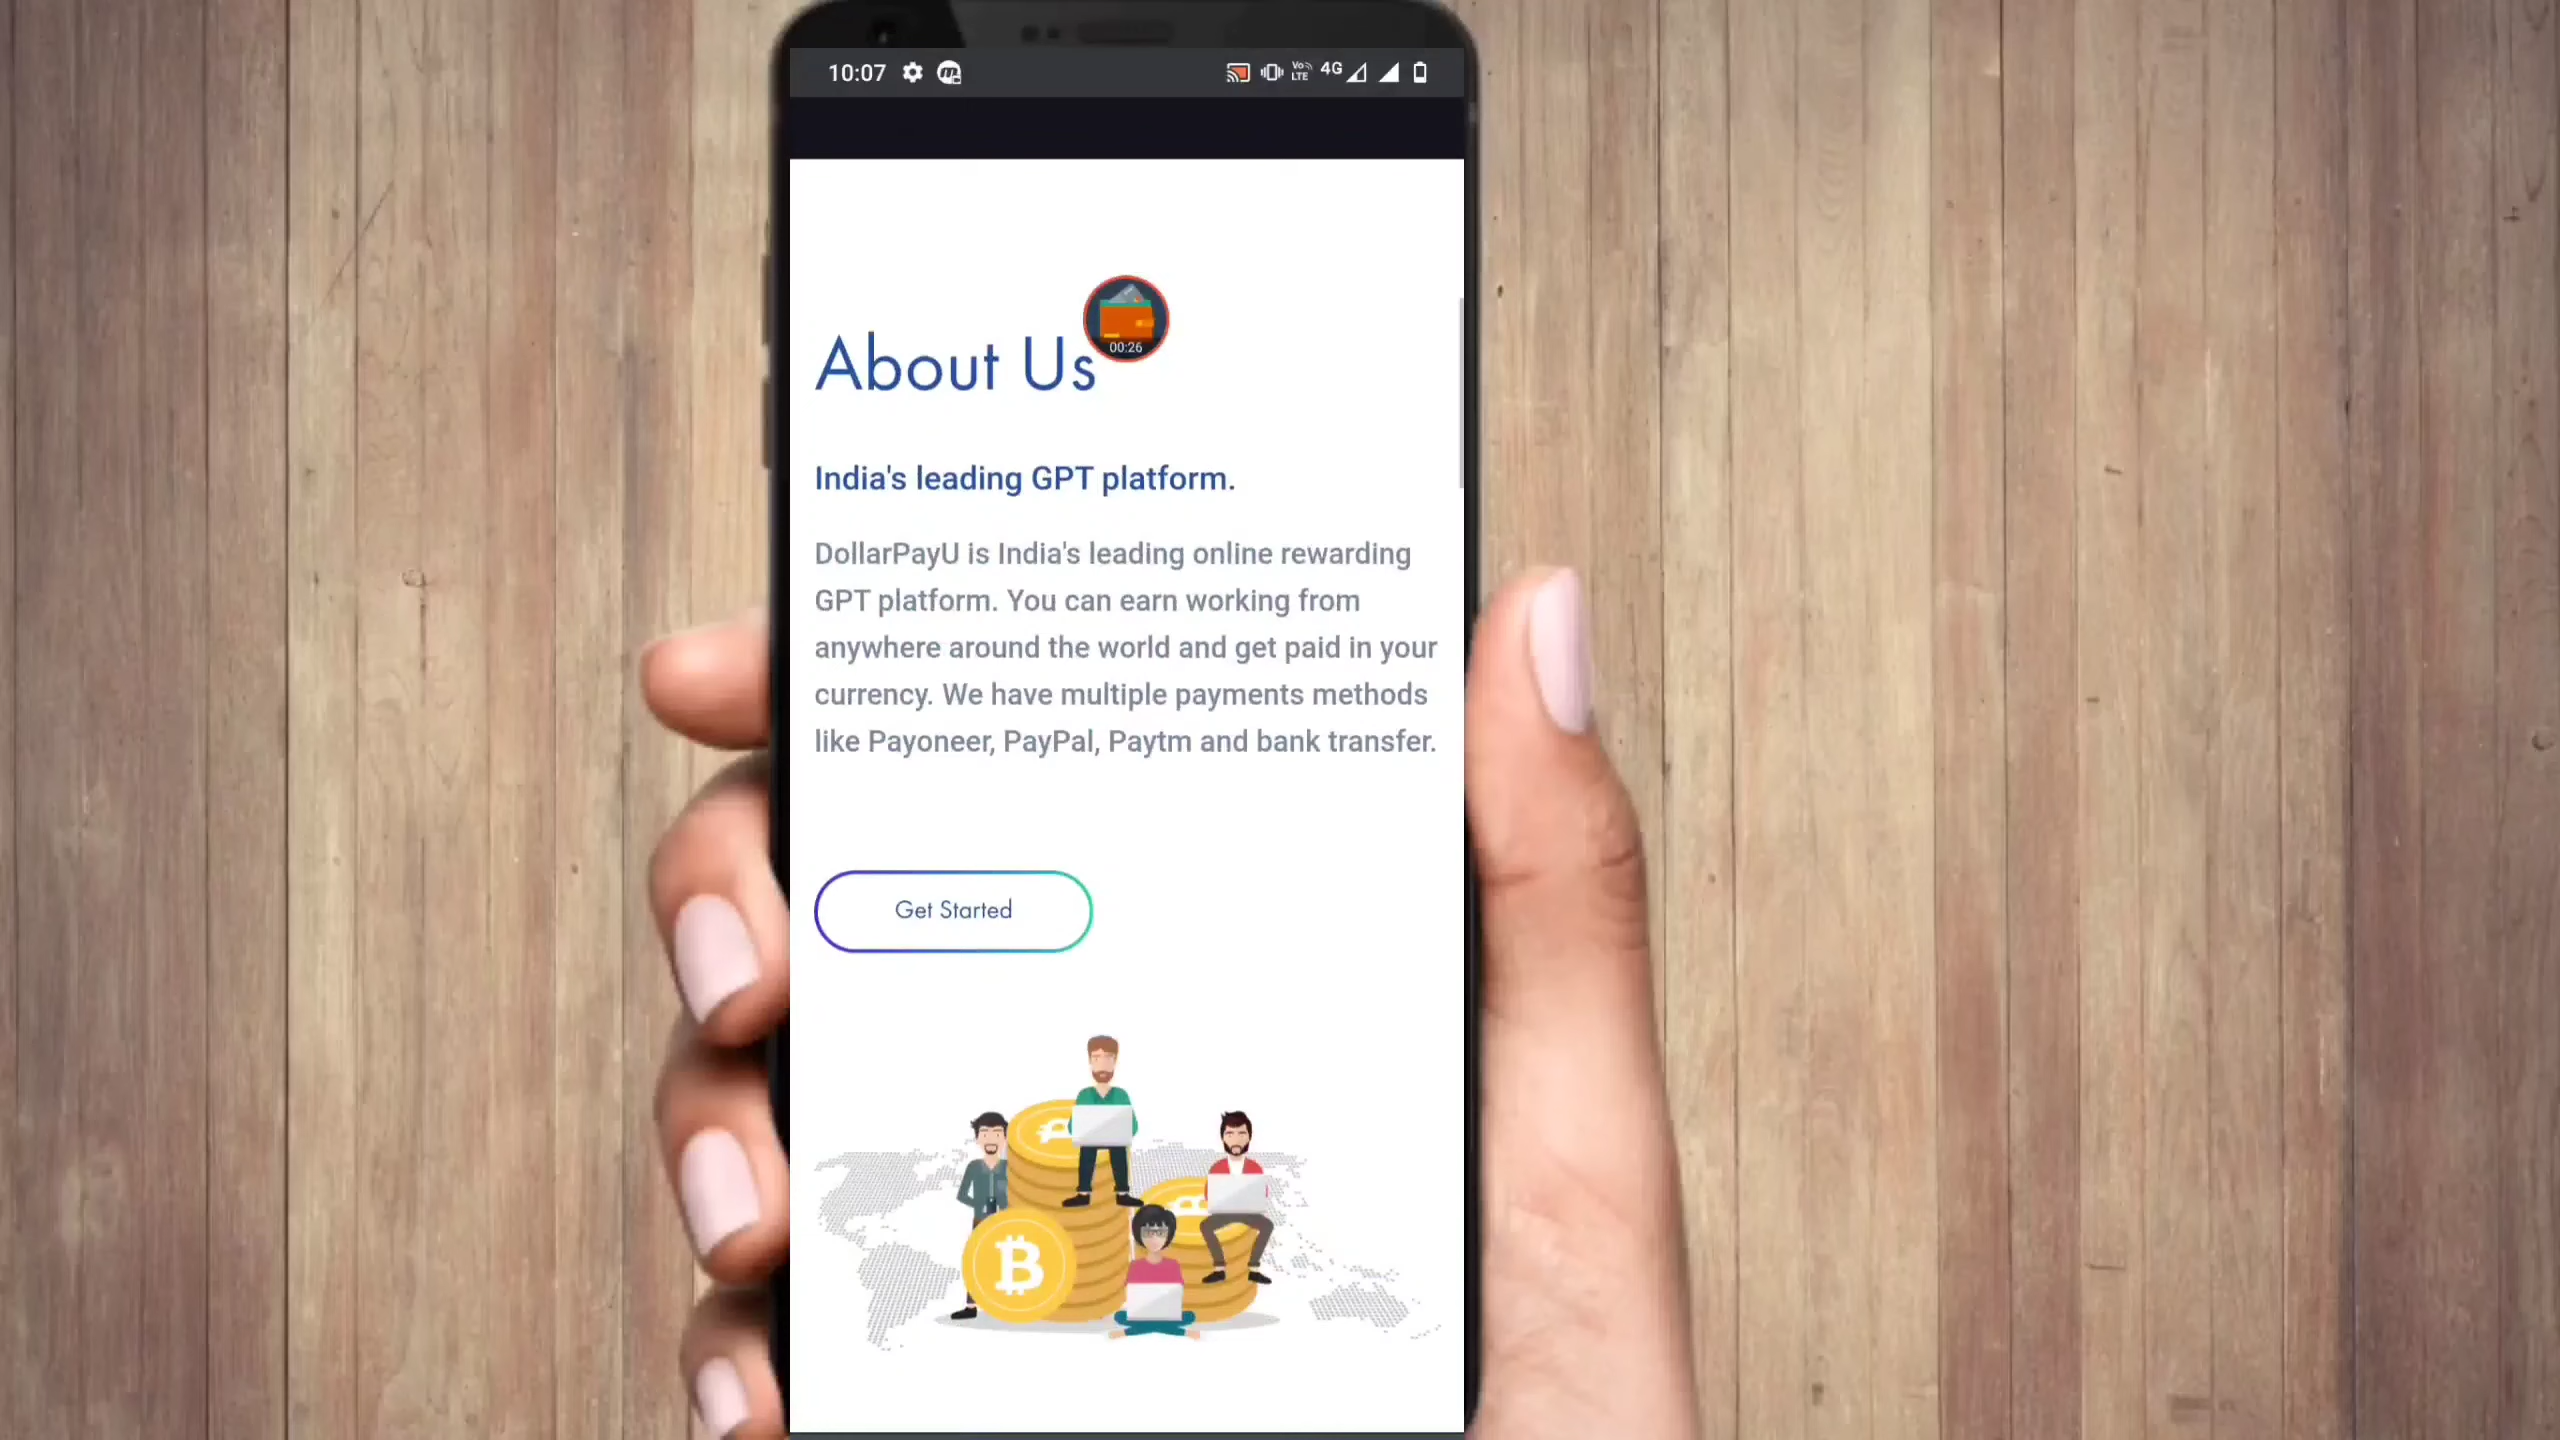 10:07
Vo
LTE
4G
00:26
About Us
India's leading GPT platform.
DollarPayU is India's leading online rewarding
GPT platform. You can earn working from
anywhere around the world and get paid in your
currency. We have multiple payments methods
like Payoneer, PayPal, Paytm and bank transfer.
Get Started